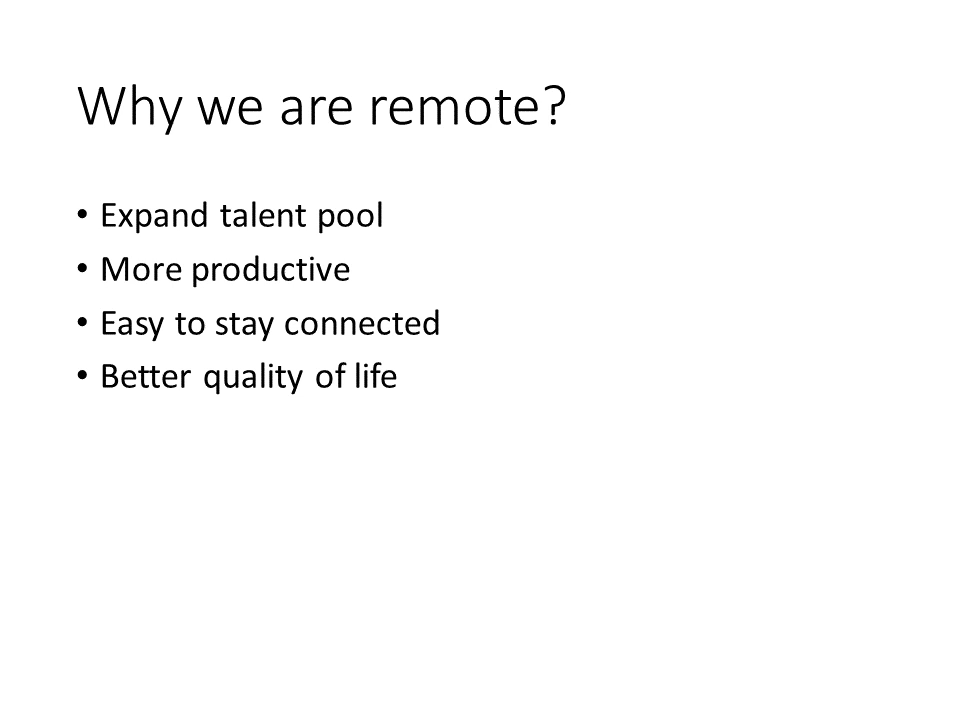 Why we are remote?
• Expand talent pool
• More productive
• Easy to stay connected
• Better quality of life